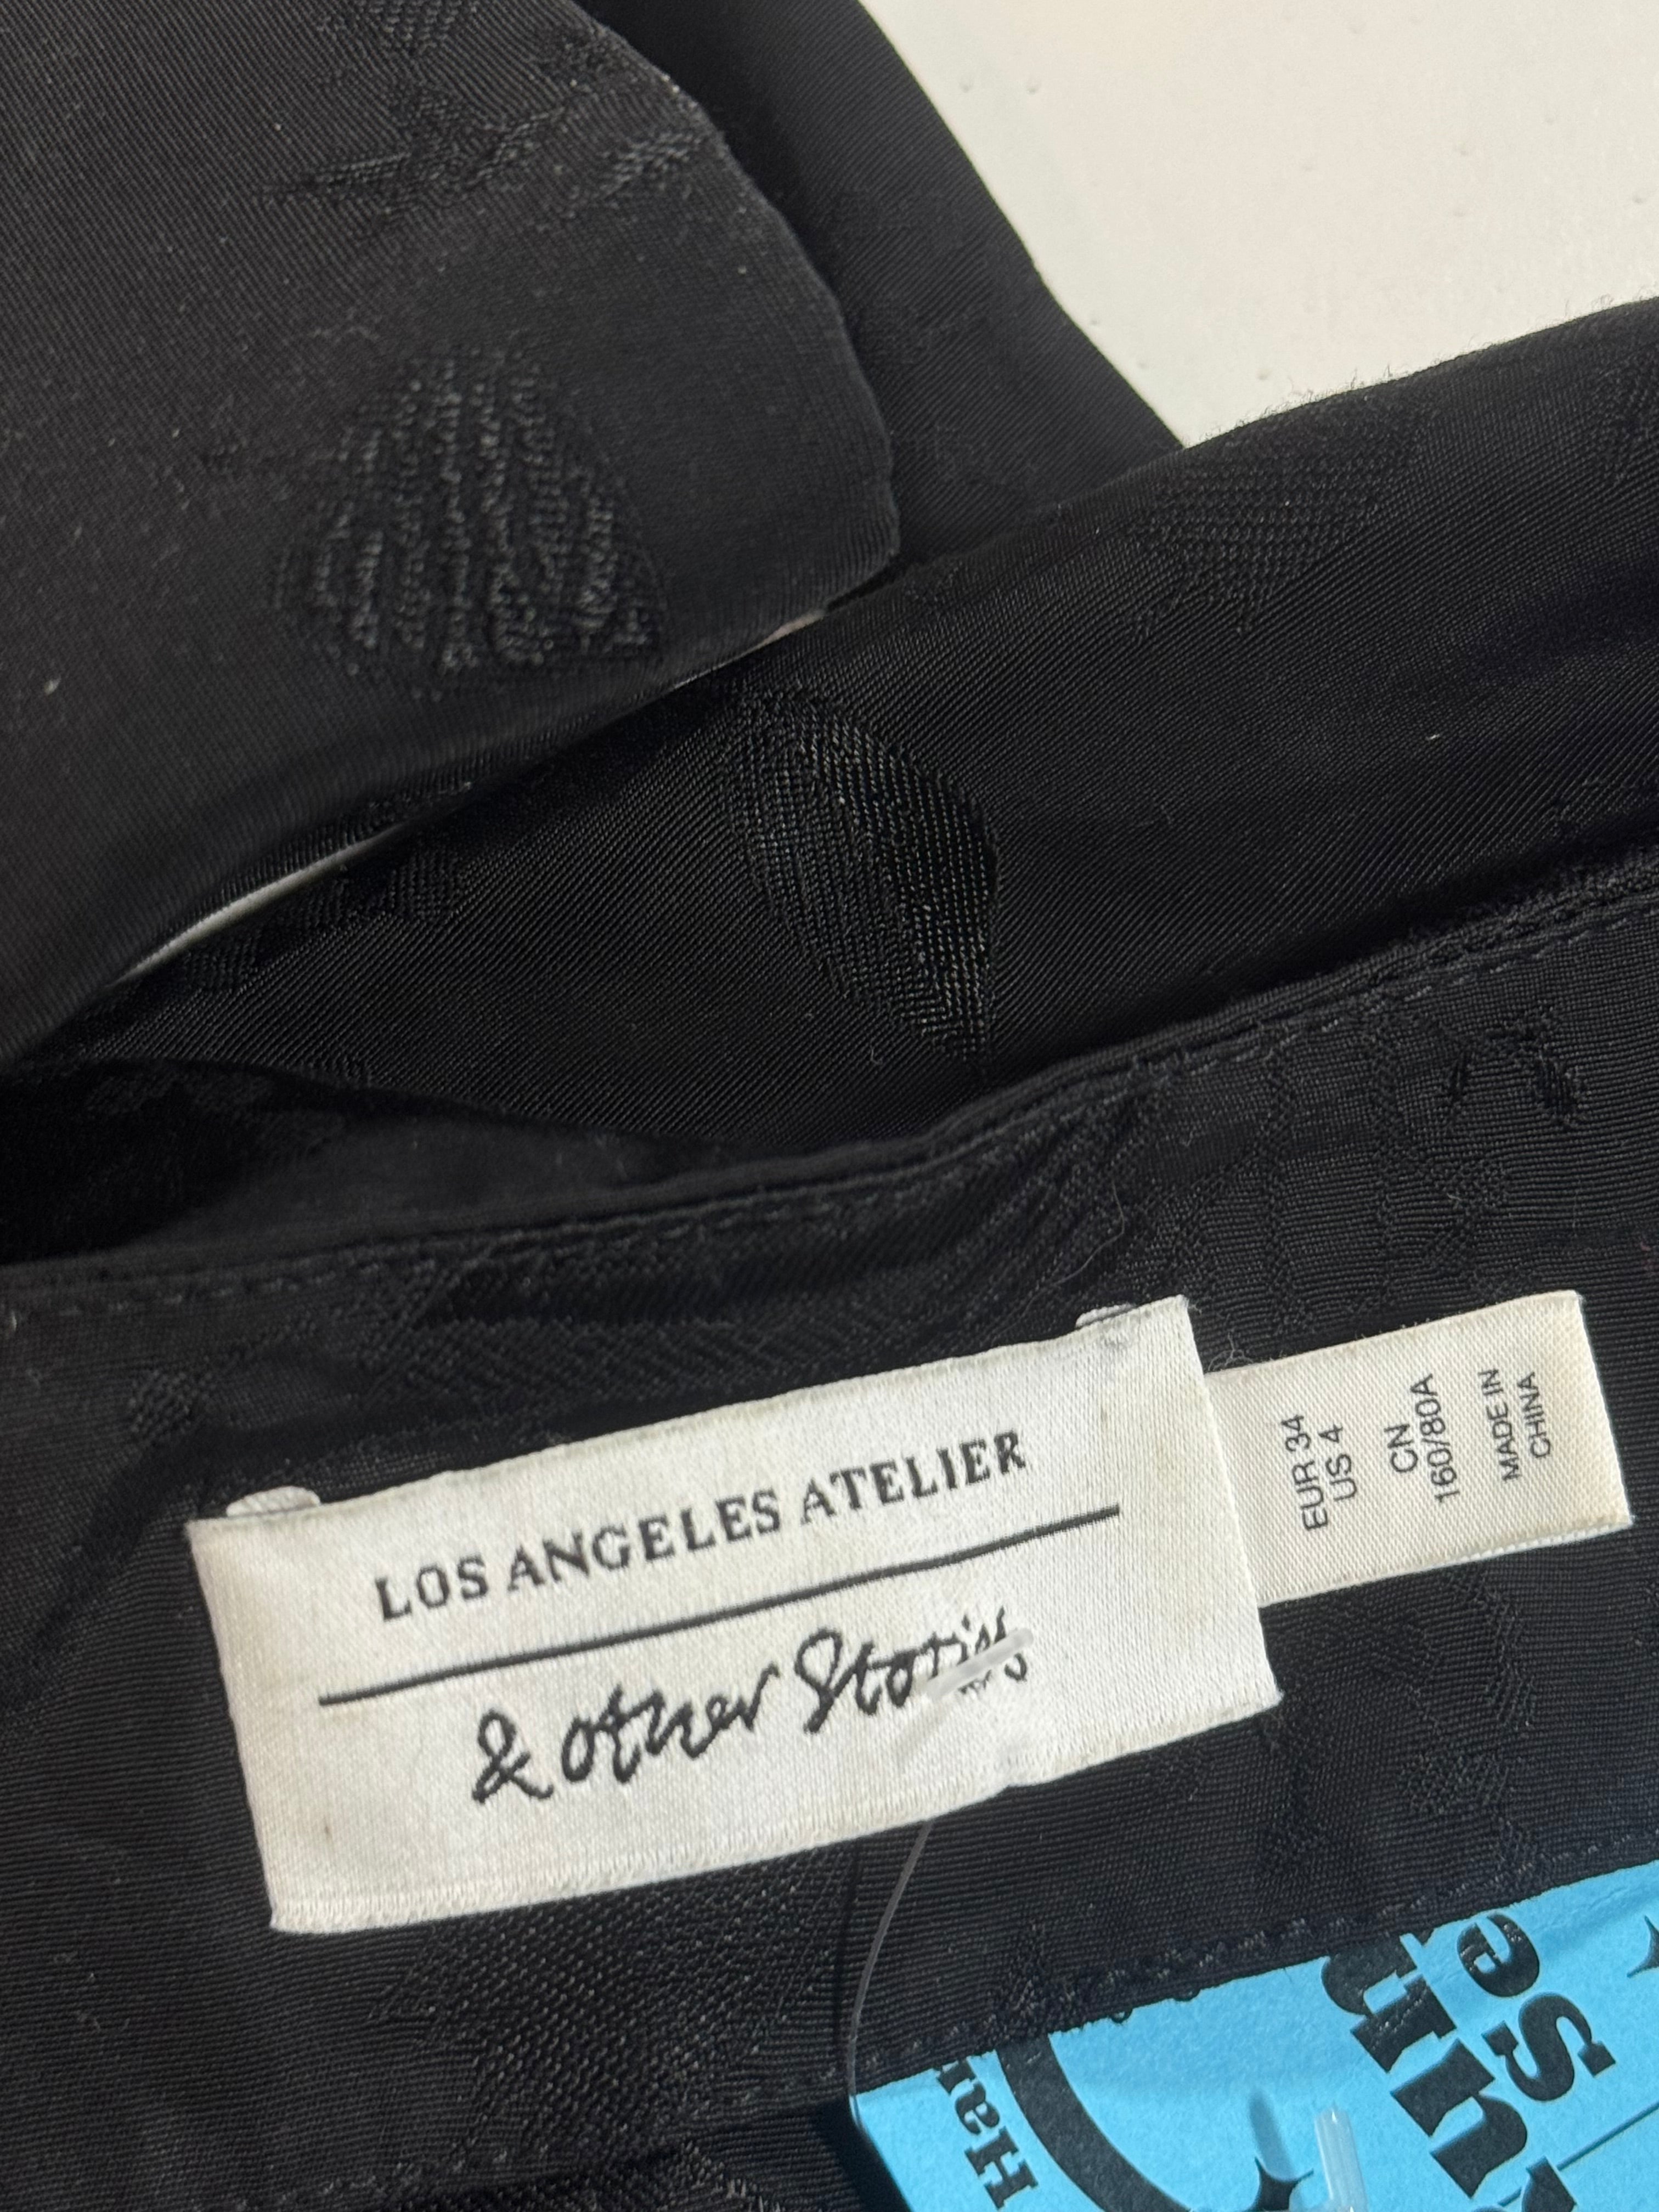 LOS ANGELES ATELIER
& other Stories
EUR 34
US 4
CN
160/80A
MADE IN
CHINA